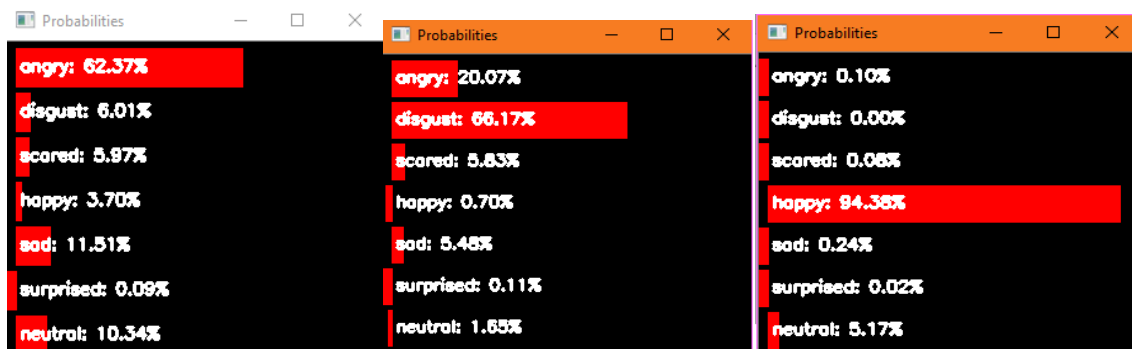 Probabilities
angry: 62.37%
disgust: 6.01%
scared: 5.97%
happy: 3.70%
sad: 11.51%
surprised: 0.09%
neutral: 10.34%
Probabilities
angry: 20.07%
disgust: 66.17%
scared: 5.83%
happy: 0.70%
sad: 5.48%
surprised: 0.11%
neutral: 1.65%
Probabilities
angry: 0.10%
disgust: 0.00%
scared: 0.08%
happy: 94.38%
sad: 0.24%
surprised: 0.02%
neutral: 5.17%